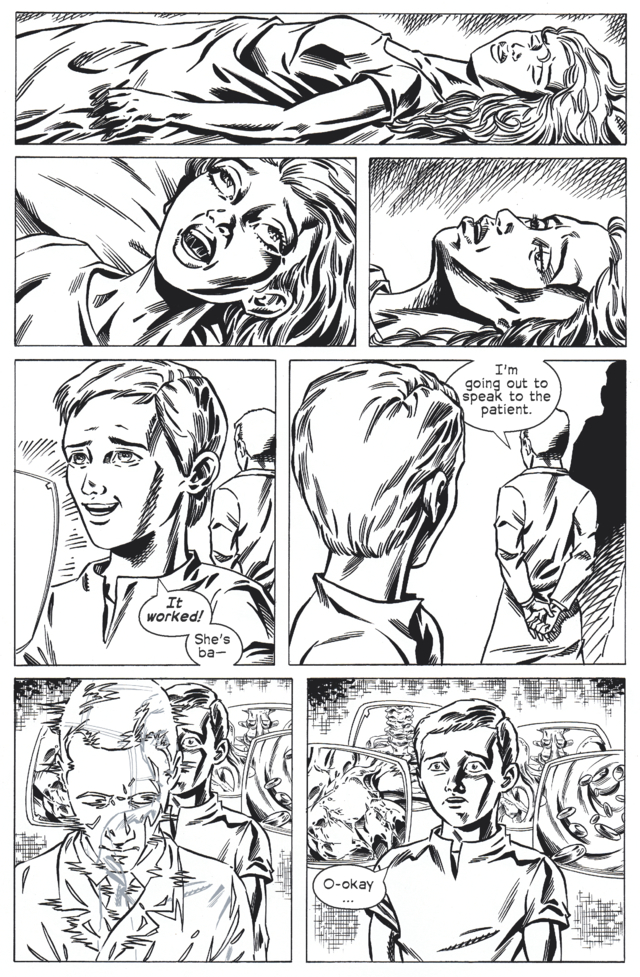 It
worked!
She's
ba—
I'm
going out to
speak to the
patient.
O-okay
...